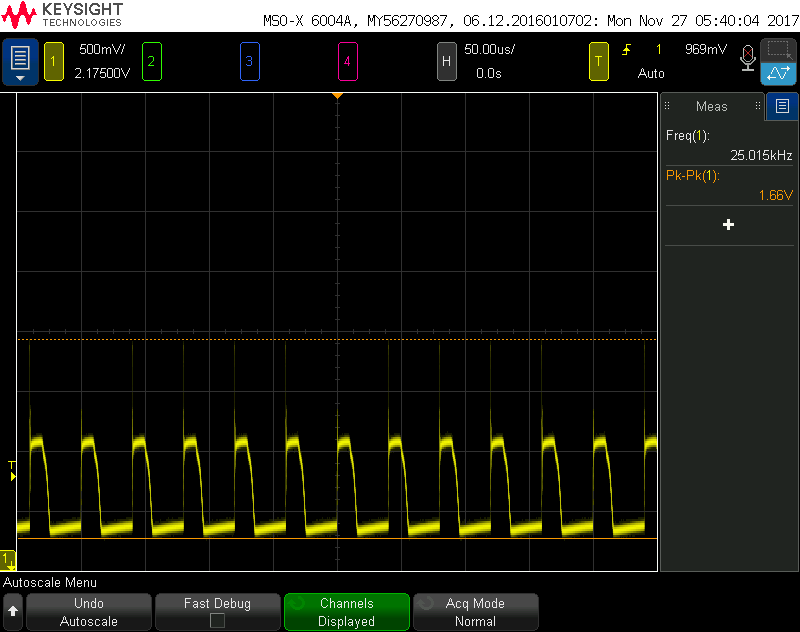 KEYSIGHT
TECHNOLOGIES
MSO-X 6004A, MY56270987, 06.12.2016010702: Mon Nov 27 05:40:04 2017
1 500mV/ 2 3 4 H 50.00us/ T 1 969mV
2.17500V 0.0s Auto
Meas
Freq(1):
25.015kHz
Pk-Pk(1):
1.66V
+
T
1
Autoscale Menu
Undo
Autoscale
Fast Debug
Channels
Displayed
Acq Mode
Normal